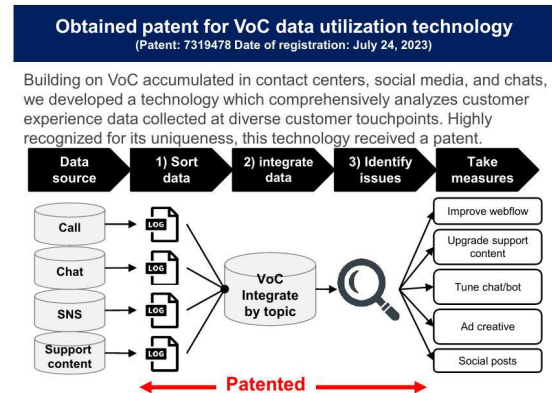 Obtained patent for VoC data utilization technology
(Patent: 7319478 Date of registration: July 24, 2023)
Building on VoC accumulated in contact centers, social media, and chats,
we developed a technology which comprehensively analyzes customer
experience data collected at diverse customer touchpoints. Highly
recognized for its uniqueness, this technology received a patent.
Data
source
1) Sort
data
2) integrate
data
3) Identify
issues
Take
measures
Call
LOG
Chat
LOG
SNS
LOG
Support
content
LOG
VoC
Integrate
by topic
Improve webflow
Upgrade support
content
Tune chat/bot
Ad creative
Social posts
Patented